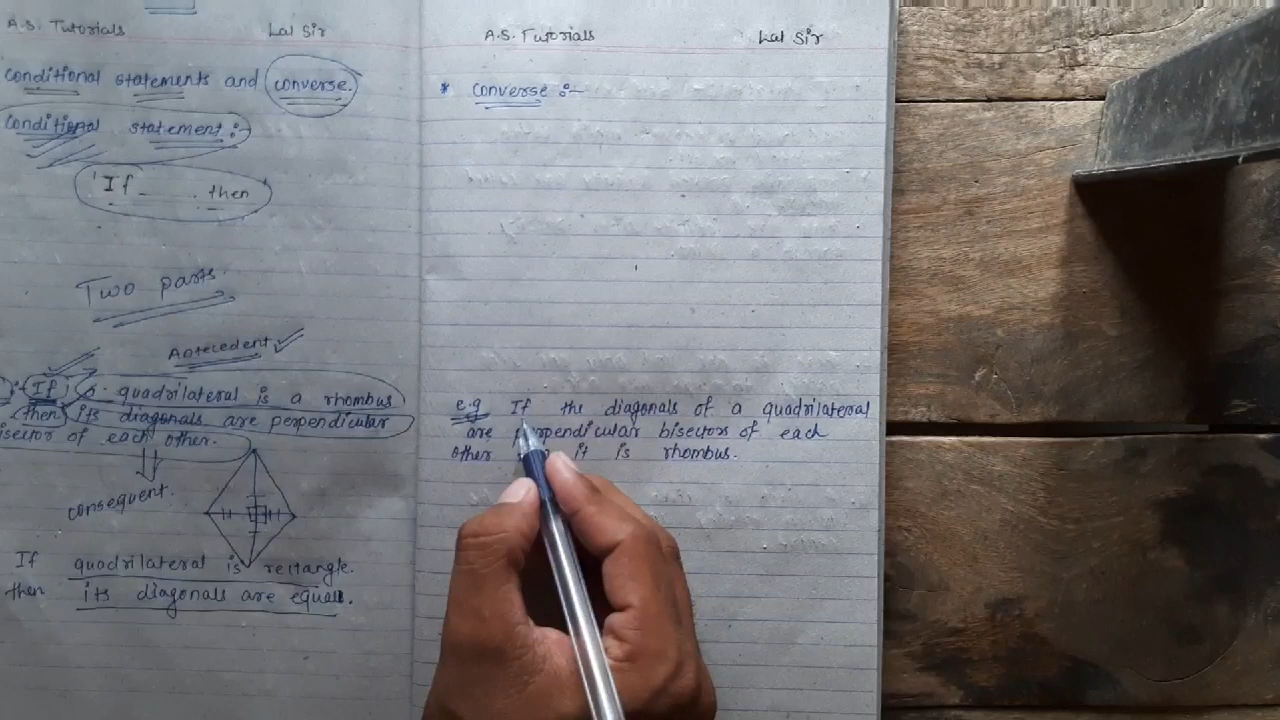 A.S. Tutorials Lal Sir
conditional statements and converse.
conditional statement :-
'If _ . . then'
Two parts.
Antecedent
If a quadrilateral is a rhombus
then its diagonals are perpendicular
bisector of each other.
consequent.
If quadrilateral is rectangle.
then its diagonals are equal.
A.S. Tutorials Lal Sir
* converse :-
e.g If the diagonals of a quadrilateral
are perpendicular bisectors of each
other it is rhombus.